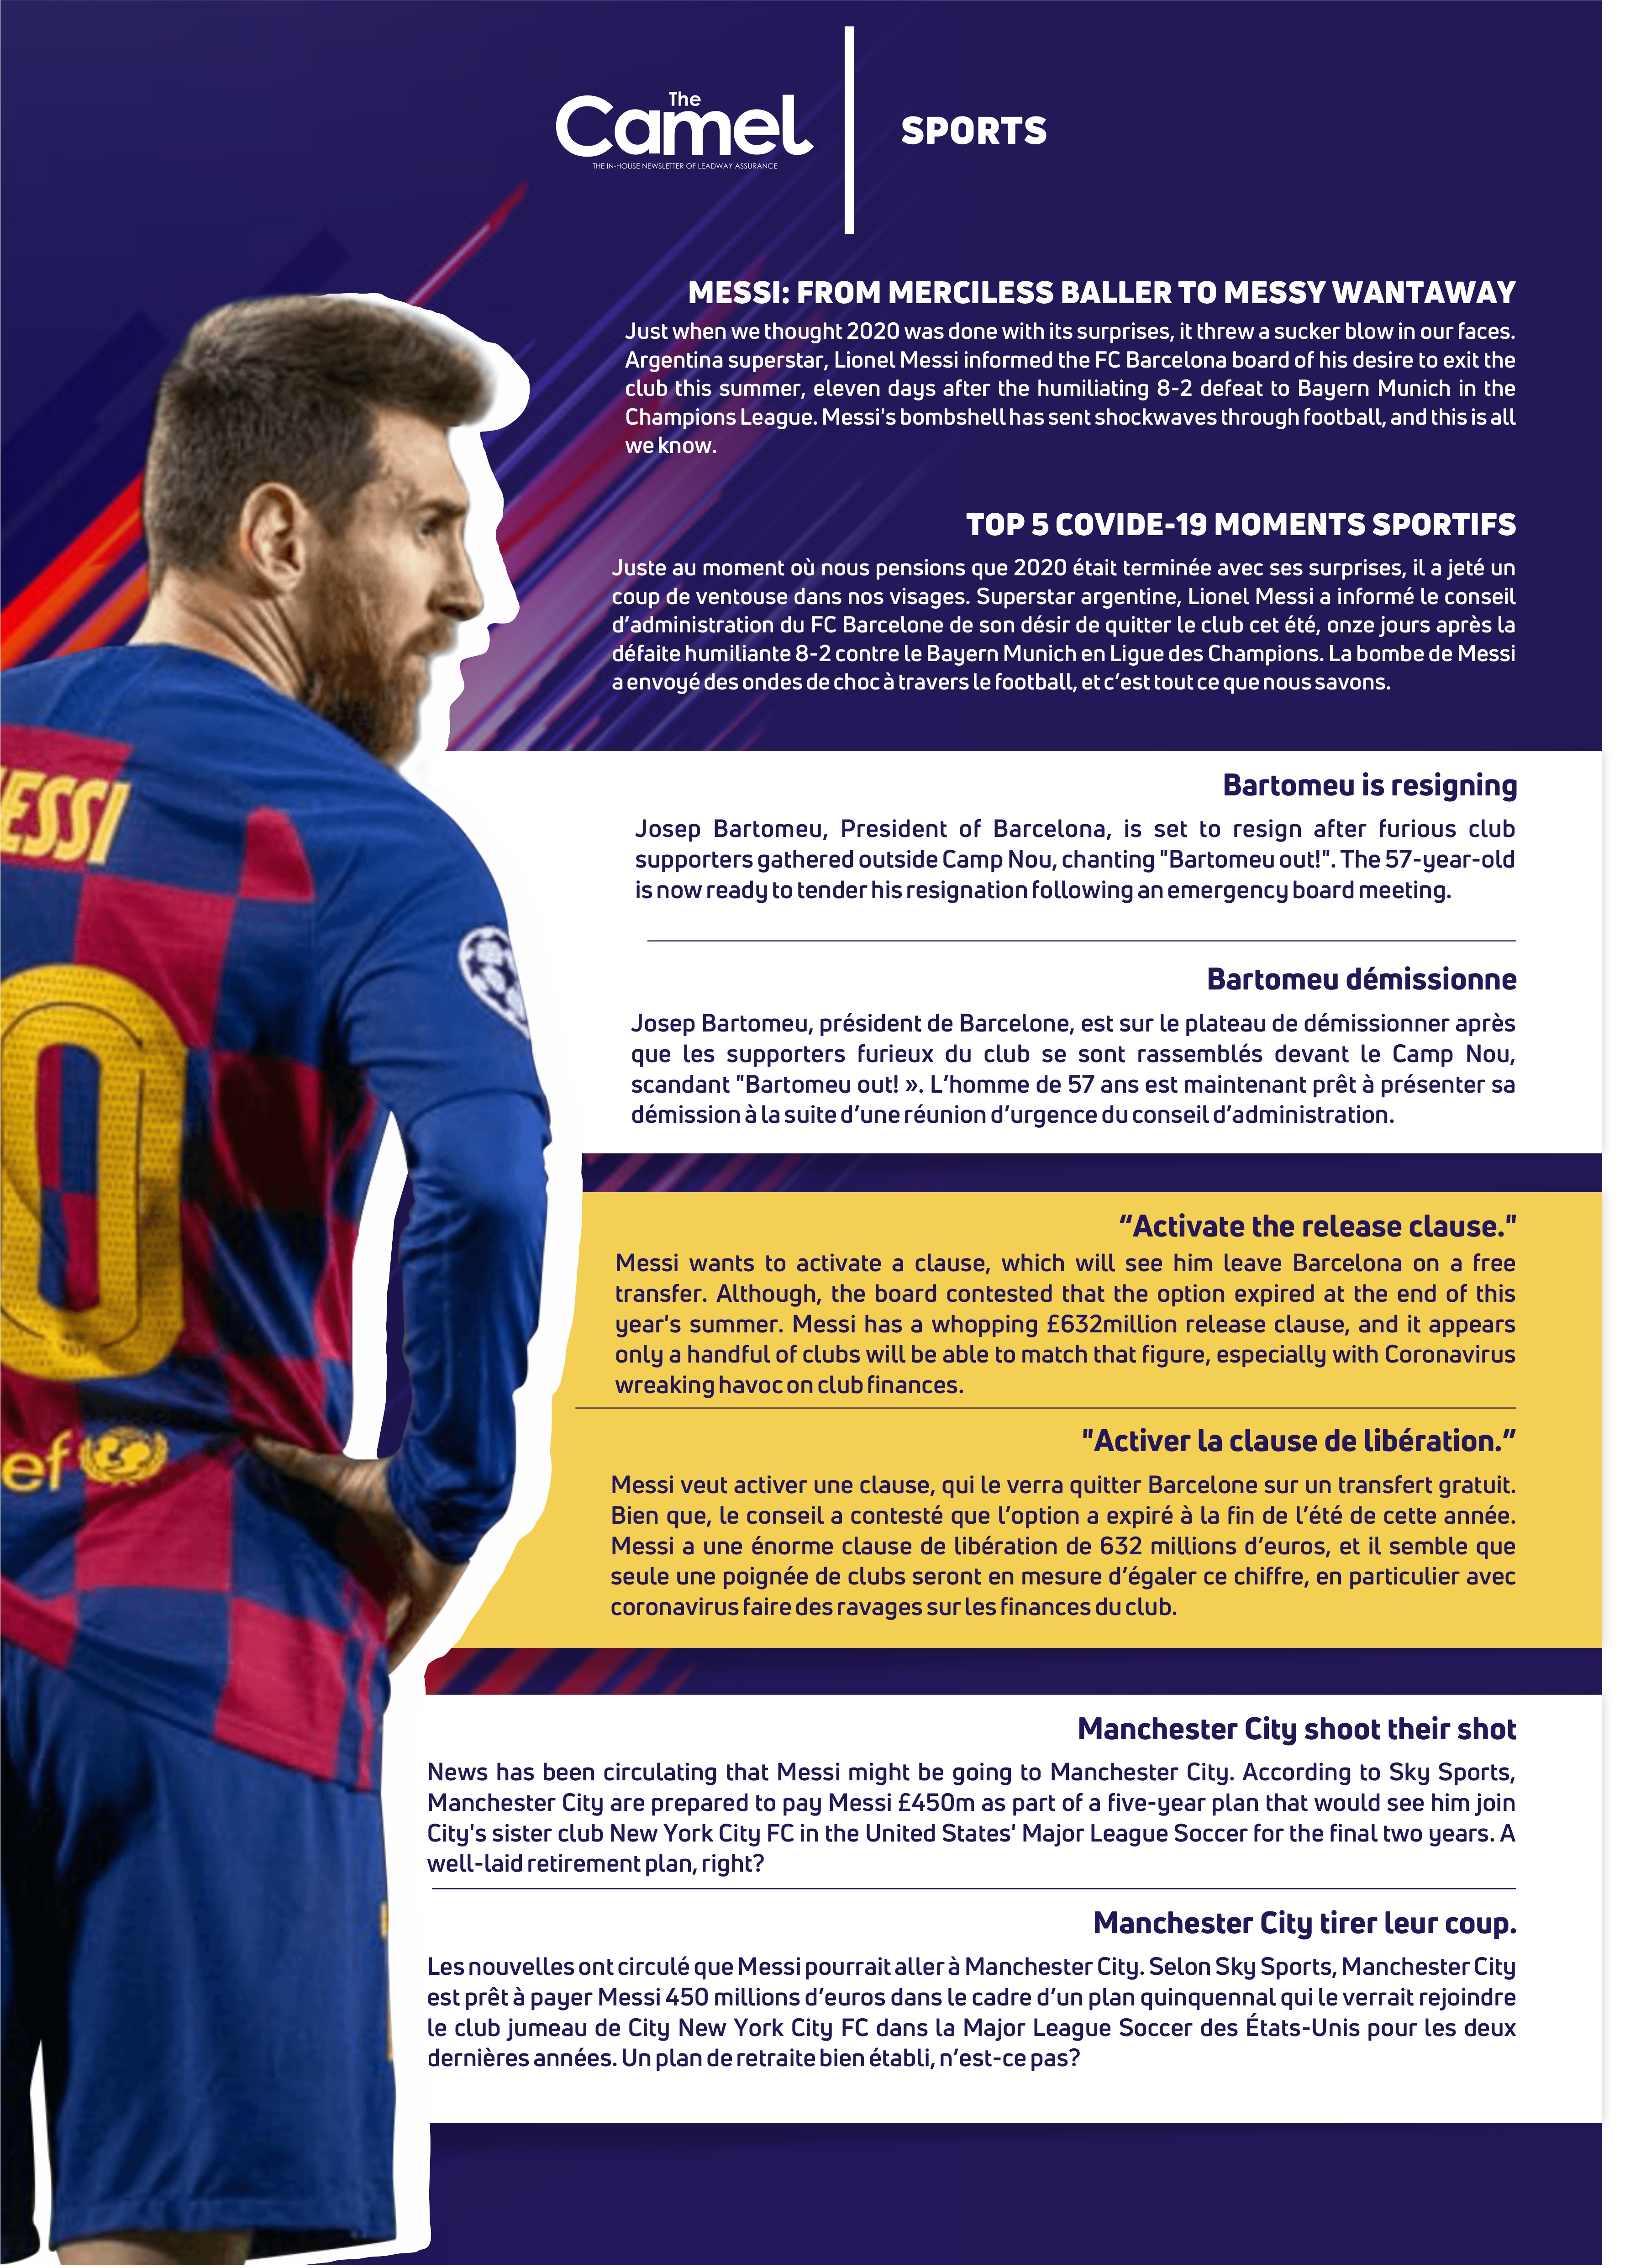 The
Camel
THE IN-HOUSE NEWSLETTER OF LEADWAY ASSURANCE
SPORTS
MESSI: FROM MERCILESS BALLER TO MESSY WANTAWAY
Just when we thought 2020 was done with its surprises, it threw a sucker blow in our faces.
Argentina superstar, Lionel Messi informed the FC Barcelona board of his desire to exit the
club this summer, eleven days after the humiliating 8-2 defeat to Bayern Munich in the
Champions League. Messi's bombshell has sent shockwaves through football, and this is all
we know.
TOP 5 COVIDE-19 MOMENTS SPORTIFS
Juste au moment où nous pensions que 2020 était terminée avec ses surprises, il a jeté un
coup de ventouse dans nos visages. Superstar argentine, Lionel Messi a informé le conseil
d’administration du FC Barcelone de son désir de quitter le club cet été, onze jours après la
défaite humiliante 8-2 contre le Bayern Munich en Ligue des Champions. La bombe de Messi
a envoyé des ondes de choc à travers le football, et c’est tout ce que nous savons.
Bartomeu is resigning
Josep Bartomeu, President of Barcelona, is set to resign after furious club
supporters gathered outside Camp Nou, chanting "Bartomeu out!". The 57-year-old
is now ready to tender his resignation following an emergency board meeting.
Bartomeu démissionne
Josep Bartomeu, président de Barcelone, est sur le plateau de démissionner après
que les supporters furieux du club se sont rassemblés devant le Camp Nou,
scandant "Bartomeu out! ». L’homme de 57 ans est maintenant prêt à présenter sa
démission à la suite d’une réunion d’urgence du conseil d’administration.
“Activate the release clause."
Messi wants to activate a clause, which will see him leave Barcelona on a free
transfer. Although, the board contested that the option expired at the end of this
year's summer. Messi has a whopping £632million release clause, and it appears
only a handful of clubs will be able to match that figure, especially with Coronavirus
wreaking havoc on club finances.
"Activer la clause de libération.”
Messi veut activer une clause, qui le verra quitter Barcelone sur un transfert gratuit.
Bien que, le conseil a contesté que l’option a expiré à la fin de l’été de cette année.
Messi a une énorme clause de libération de 632 millions d’euros, et il semble que
seule une poignée de clubs seront en mesure d’égaler ce chiffre, en particulier avec
coronavirus faire des ravages sur les finances du club.
Manchester City shoot their shot
News has been circulating that Messi might be going to Manchester City. According to Sky Sports,
Manchester City are prepared to pay Messi £450m as part of a five-year plan that would see him join
City's sister club New York City FC in the United States' Major League Soccer for the final two years. A
well-laid retirement plan, right?
Manchester City tirer leur coup.
Les nouvelles ont circulé que Messi pourrait aller à Manchester City. Selon Sky Sports, Manchester City
est prêt à payer Messi 450 millions d’euros dans le cadre d’un plan quinquennal qui le verrait rejoindre
le club jumeau de City New York City FC dans la Major League Soccer des États-Unis pour les deux
dernières années. Un plan de retraite bien établi, n’est-ce pas?
ESSI
0
ef